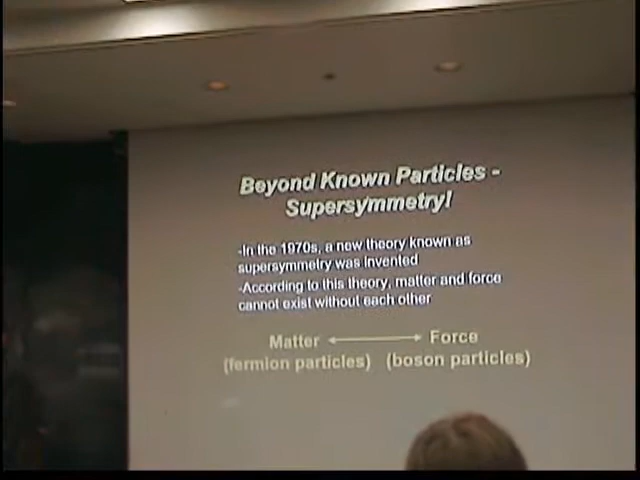 Beyond Known Particles -
Supersymmetry!
-In the 1970s, a new theory known as
supersymmetry was invented
-According to this theory, matter and force
cannot exist without each other
Matter ⟷ Force
(fermion particles) (boson particles)